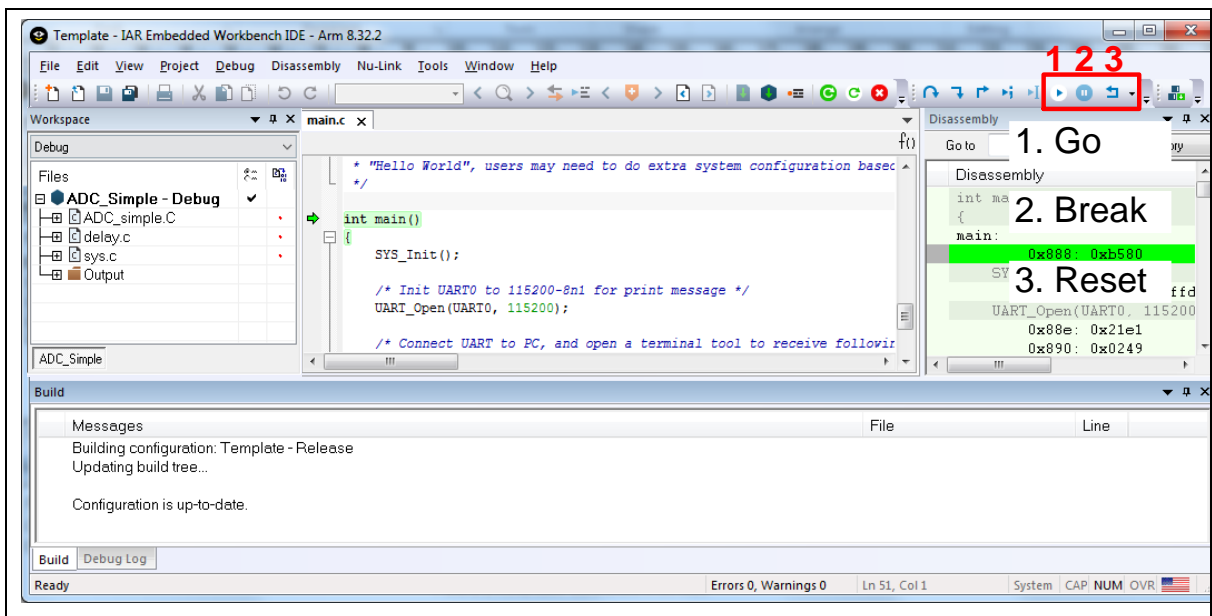 Template - IAR Embedded Workbench IDE - Arm 8.32.2
File Edit View Project Debug Disassembly Nu-Link Tools Window Help
1 2 3
Workspace
main.c
Disassembly
Debug
f()
Go to
ory
1. Go
Files
Disassembly
ADC_Simple - Debug
ADC_simple.C
delay.c
sys.c
Output
* "Hello World", users may need to do extra system configuration based
*/
int main()
{
SYS_Init();
/* Init UART0 to 115200-8n1 for print message */
UART_Open(UART0, 115200);
/* Connect UART to PC, and open a terminal tool to receive followin
int ma
{
2. Break
main:
0x888: 0xb580
SY
3. Reset
ffd
UART_Open(UART0, 115200
0x88e: 0x21e1
0x890: 0x0249
ADC_Simple
Build
Messages File Line
Building configuration: Template - Release
Updating build tree...
Configuration is up-to-date.
Build Debug Log
Ready Errors 0, Warnings 0 Ln 51, Col 1 System CAP NUM OVR